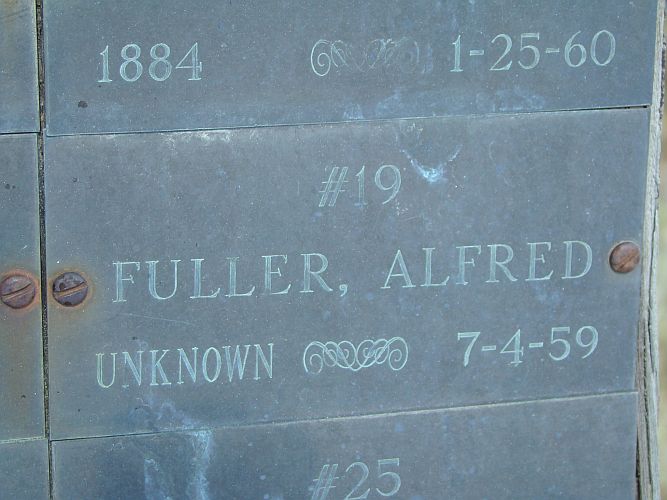 1884 1-25-60
#19
FULLER, ALFRED
UNKNOWN 7-4-59
#25